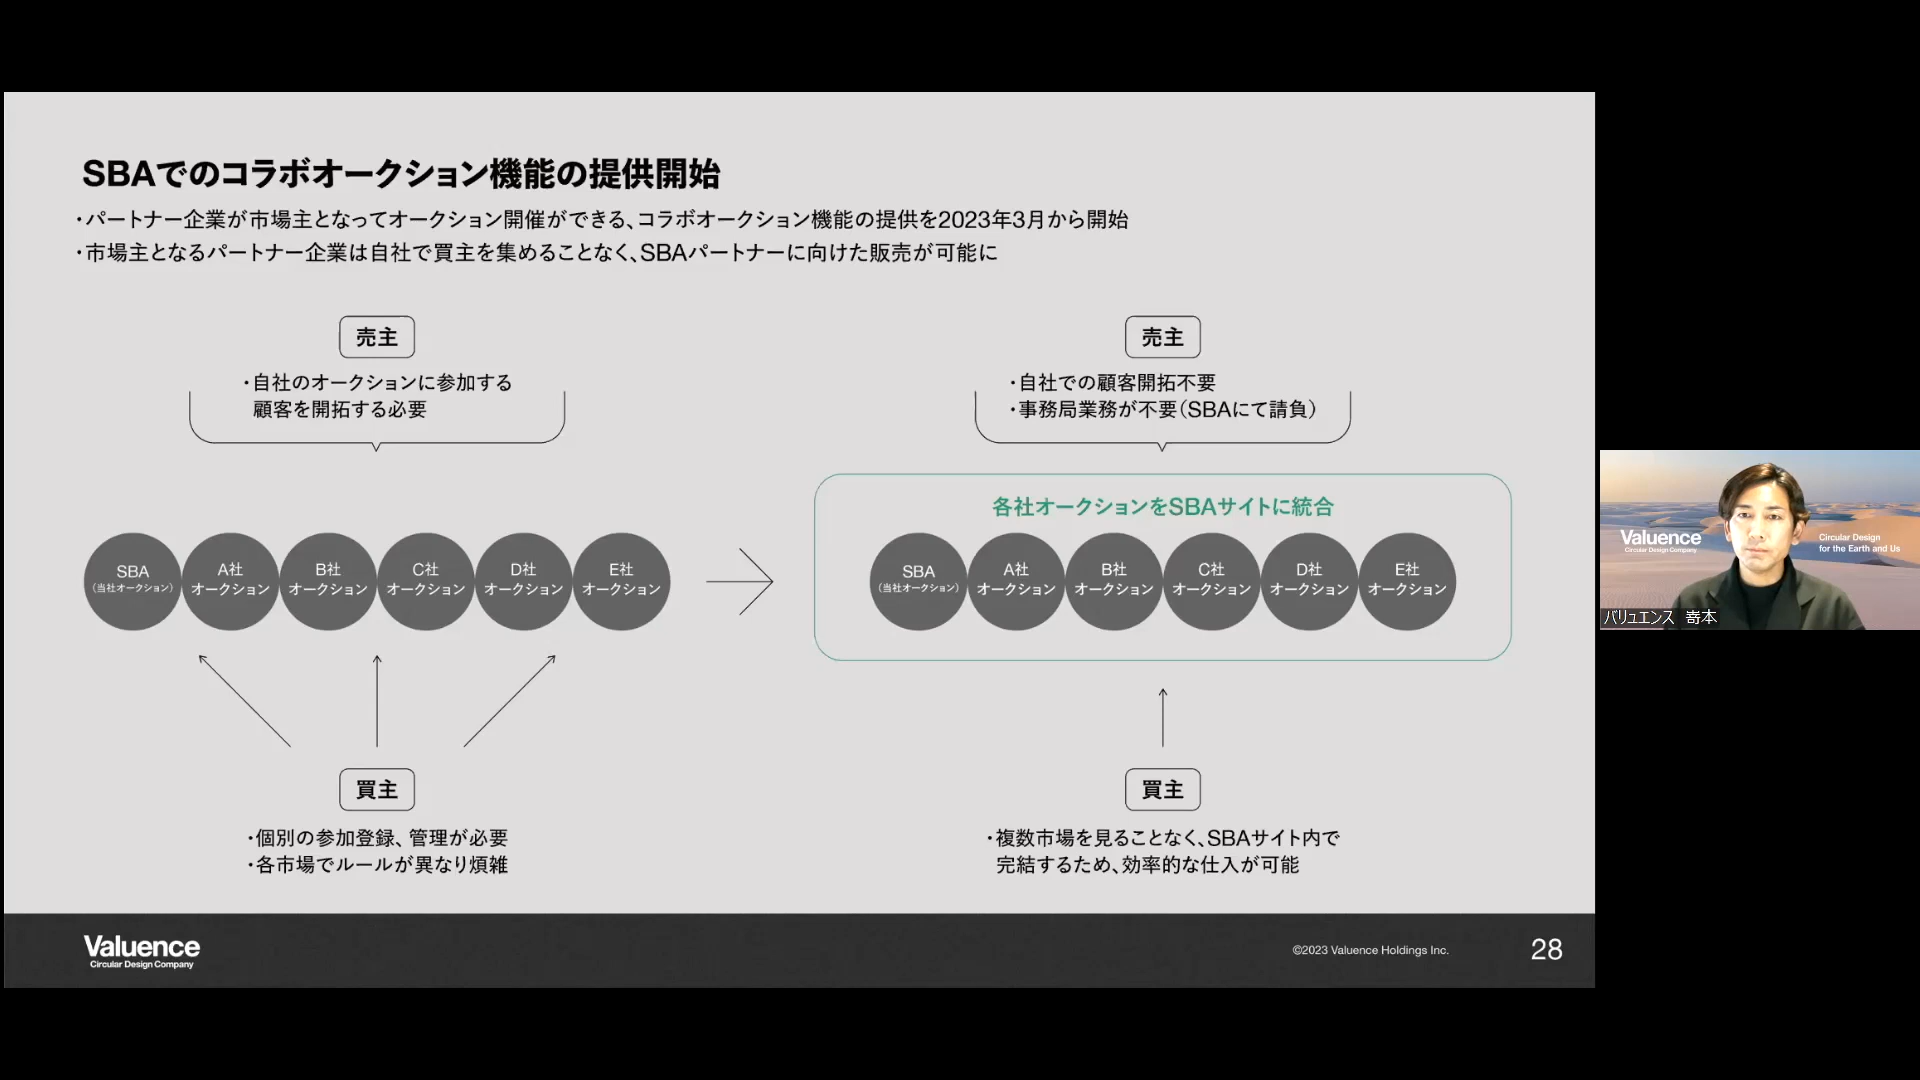 SBAでのコラボオークション機能の提供開始
・パートナー企業が市場主となってオークション開催ができる、コラボオークション機能の提供を2023年3月から開始
・市場主となるパートナー企業は自社で買主を集めることなく、SBAパートナーに向けた販売が可能に
売主
・自社のオークションに参加する
顧客を開拓する必要
SBA
(当社オークション)
A社
オークション
B社
オークション
C社
オークション
D社
オークション
E社
オークション
買主
・個別の参加登録、管理が必要
・各市場でルールが異なり煩雑
売主
・自社での顧客開拓不要
・事務局業務が不要(SBAにて請負)
各社オークションをSBAサイトに統合
SBA
(当社オークション)
A社
オークション
B社
オークション
C社
オークション
D社
オークション
E社
オークション
買主
・複数市場を見ることなく、SBAサイト内で
完結するため、効率的な仕入が可能
Valuence
Circular Design Company
©2023 Valuence Holdings Inc.
28
Valuence
Circular Design Company
Circular Design
for the Earth and Us
バリュエンス 嵜本